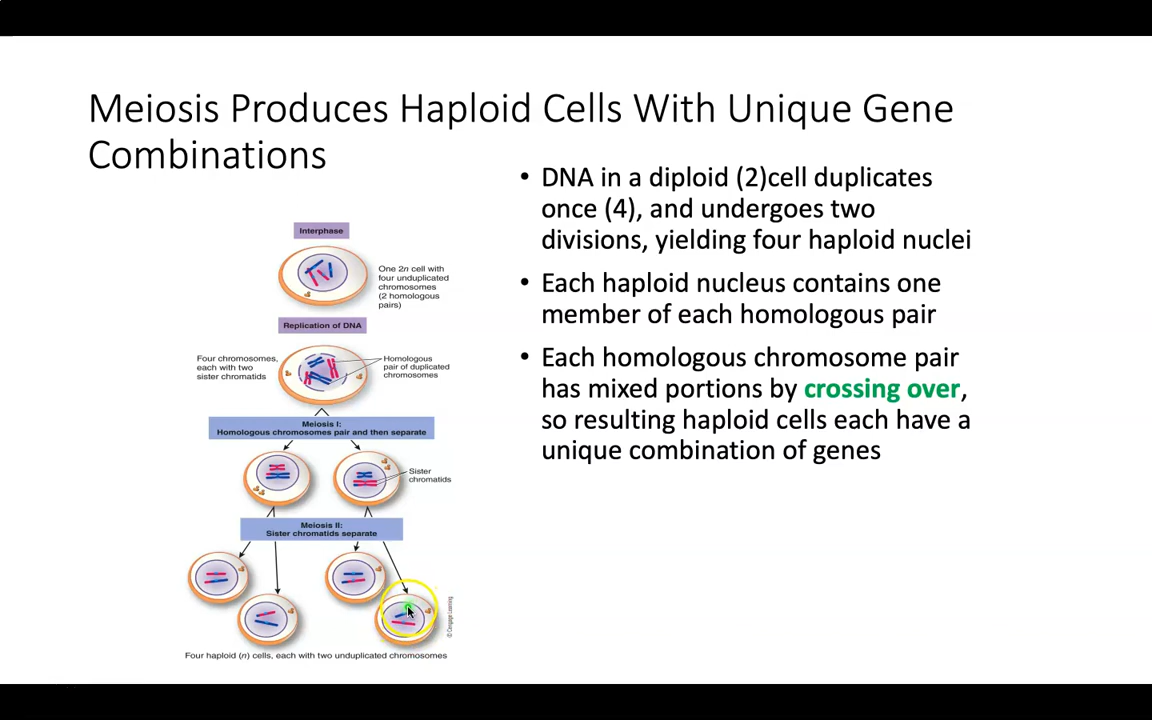 Meiosis Produces Haploid Cells With Unique Gene
Combinations
• DNA in a diploid (2)cell duplicates
once (4), and undergoes two
divisions, yielding four haploid nuclei
• Each haploid nucleus contains one
member of each homologous pair
• Each homologous chromosome pair
has mixed portions by crossing over,
so resulting haploid cells each have a
unique combination of genes
Interphase
One 2n cell with
four unduplicated
chromosomes
(2 homologous
pairs)
Replication of DNA
Four chromosomes,
each with two
sister chromatids
Homologous
pair of duplicated
chromosomes
Meiosis I:
Homologous chromosomes pair and then separate
Sister
chromatids
Meiosis II:
Sister chromatids separate
© Cengage Learning
Four haploid (n) cells, each with two unduplicated chromosomes